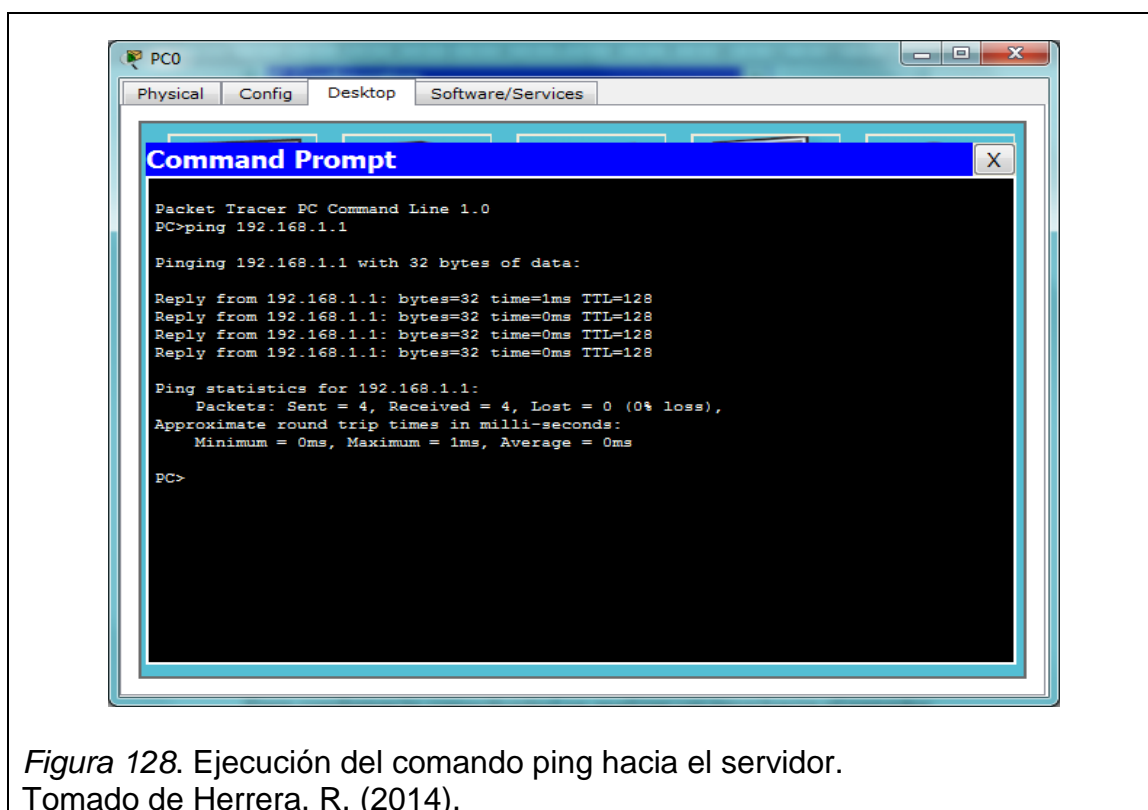 PC0
Physical Config Desktop Software/Services
Command Prompt X
Packet Tracer PC Command Line 1.0
PC>ping 192.168.1.1
Pinging 192.168.1.1 with 32 bytes of data:
Reply from 192.168.1.1: bytes=32 time=1ms TTL=128
Reply from 192.168.1.1: bytes=32 time=0ms TTL=128
Reply from 192.168.1.1: bytes=32 time=0ms TTL=128
Reply from 192.168.1.1: bytes=32 time=0ms TTL=128
Ping statistics for 192.168.1.1:
Packets: Sent = 4, Received = 4, Lost = 0 (0% loss),
Approximate round trip times in milli-seconds:
Minimum = 0ms, Maximum = 1ms, Average = 0ms
PC>
Figura 128. Ejecución del comando ping hacia el servidor.
Tomado de Herrera, R. (2014).